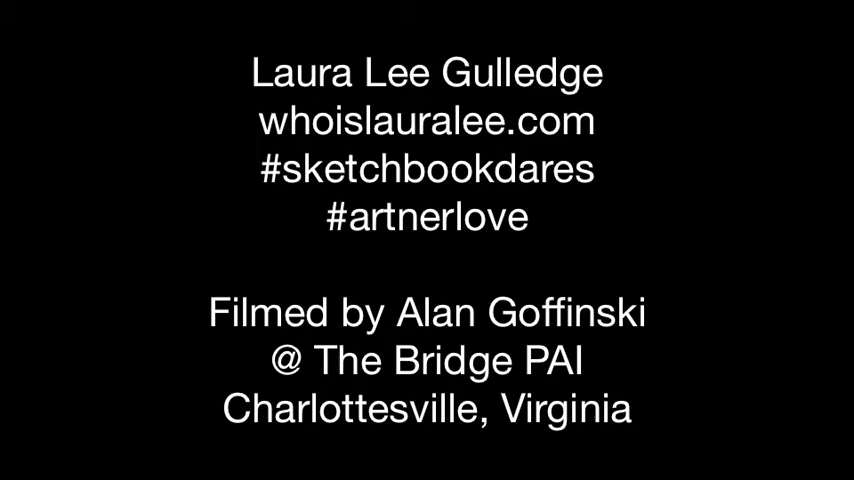 Laura Lee Gulledge
whoislauralee.com
#sketchbookdares
#artnerlove
Filmed by Alan Goffinski
@ The Bridge PAI
Charlottesville, Virginia